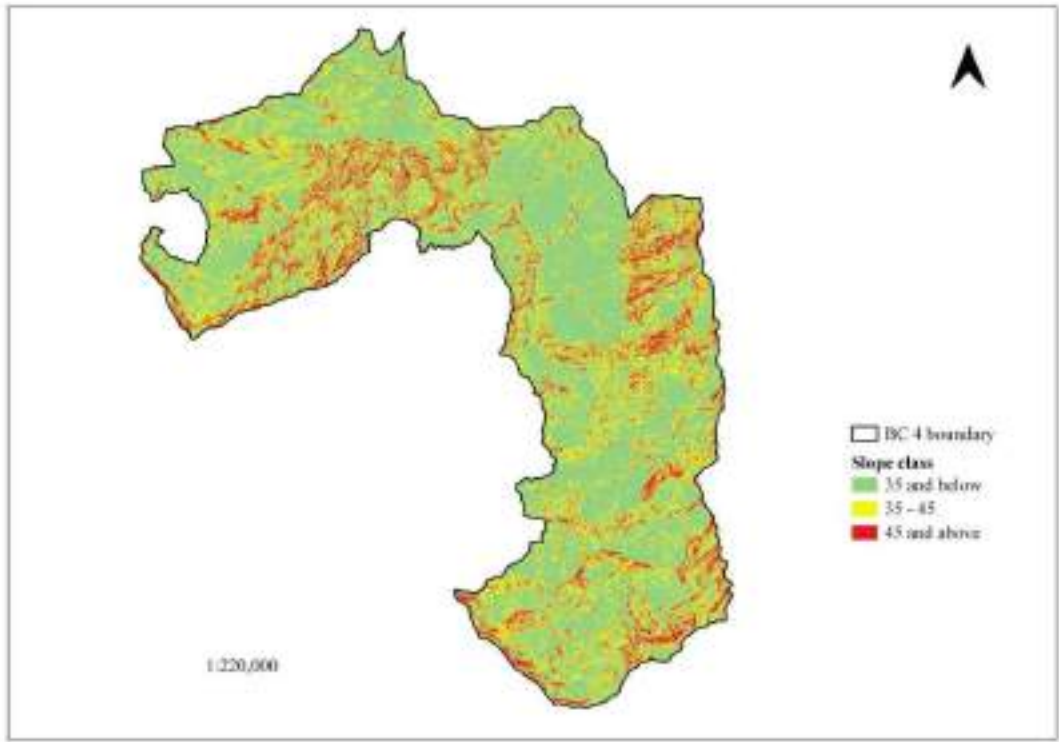 BC 4 boundary
Slope class
35 and below
35 - 45
45 and above
1:220,000